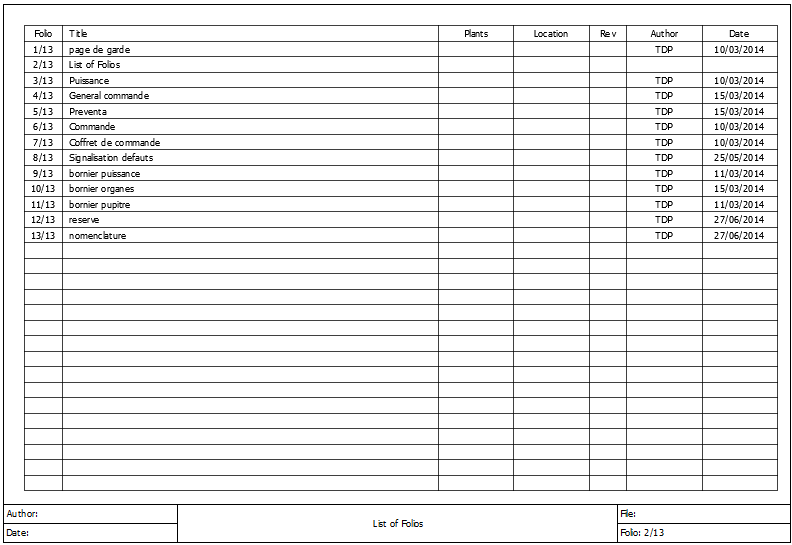 Folio Title Plants Location Rev Author Date
1/13 page de garde TDP 10/03/2014
2/13 List of Folios
3/13 Puissance TDP 10/03/2014
4/13 General commande TDP 15/03/2014
5/13 Preventa TDP 15/03/2014
6/13 Commande TDP 10/03/2014
7/13 Coffret de commande TDP 10/03/2014
8/13 Signalisation defauts TDP 25/05/2014
9/13 bornier puissance TDP 11/03/2014
10/13 bornier organes TDP 15/03/2014
11/13 bornier pupitre TDP 11/03/2014
12/13 reserve TDP 27/06/2014
13/13 nomenclature TDP 27/06/2014
Author:
Date:
List of Folios
File:
Folio: 2/13